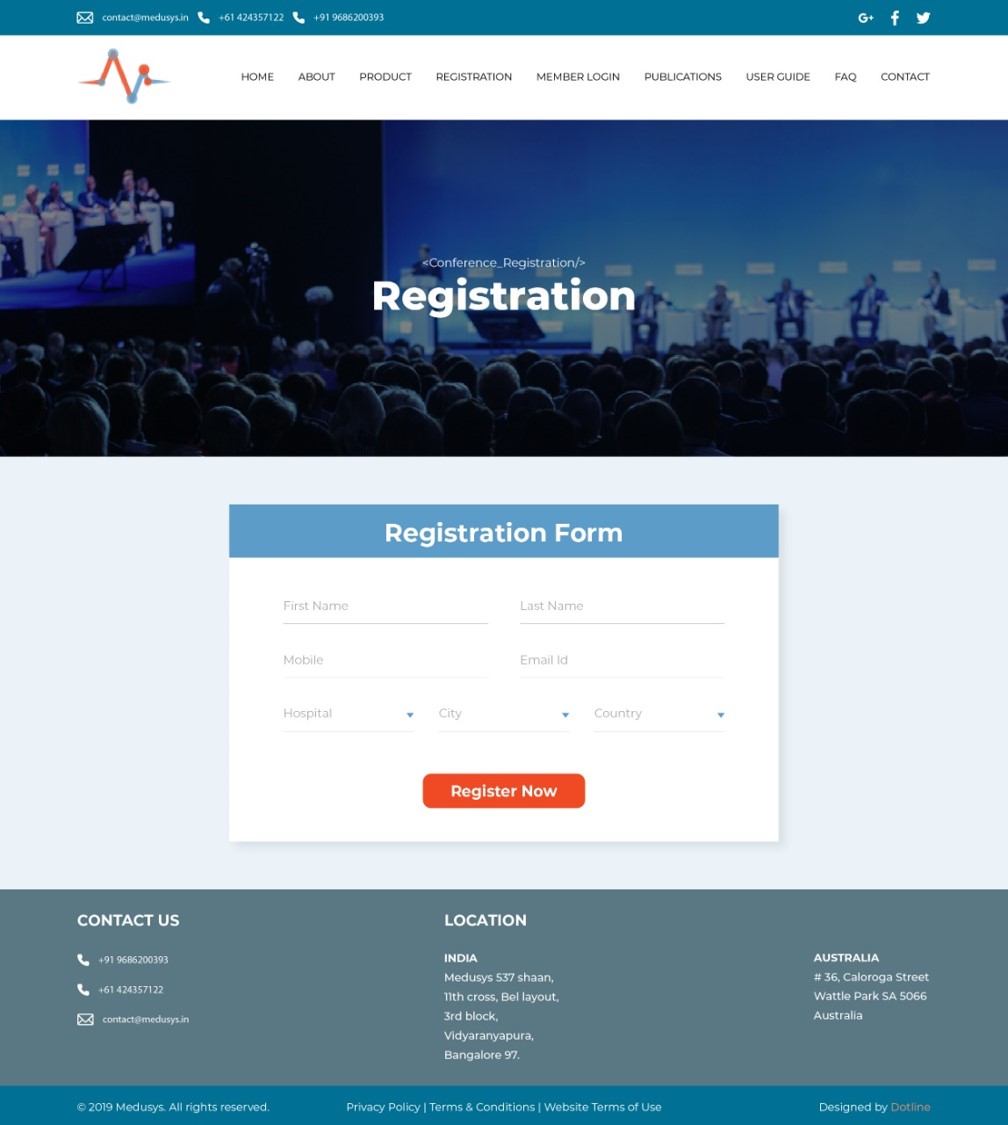 contact@medusys.in +61 424357122 +91 9686200393
HOME ABOUT PRODUCT REGISTRATION MEMBER LOGIN PUBLICATIONS USER GUIDE FAQ CONTACT
<Conference_Registration/>
Registration
Registration Form
First Name Last Name
Mobile Email Id
Hospital City Country
Register Now
CONTACT US
+91 9686200393
+61 424357122
contact@medusys.in
LOCATION
INDIA
Medusys 537 shaan,
11th cross, Bel layout,
3rd block,
Vidyaranyapura,
Bangalore 97.
AUSTRALIA
# 36, Caloroga Street
Wattle Park SA 5066
Australia
© 2019 Medusys. All rights reserved. Privacy Policy | Terms & Conditions | Website Terms of Use Designed by Dotline